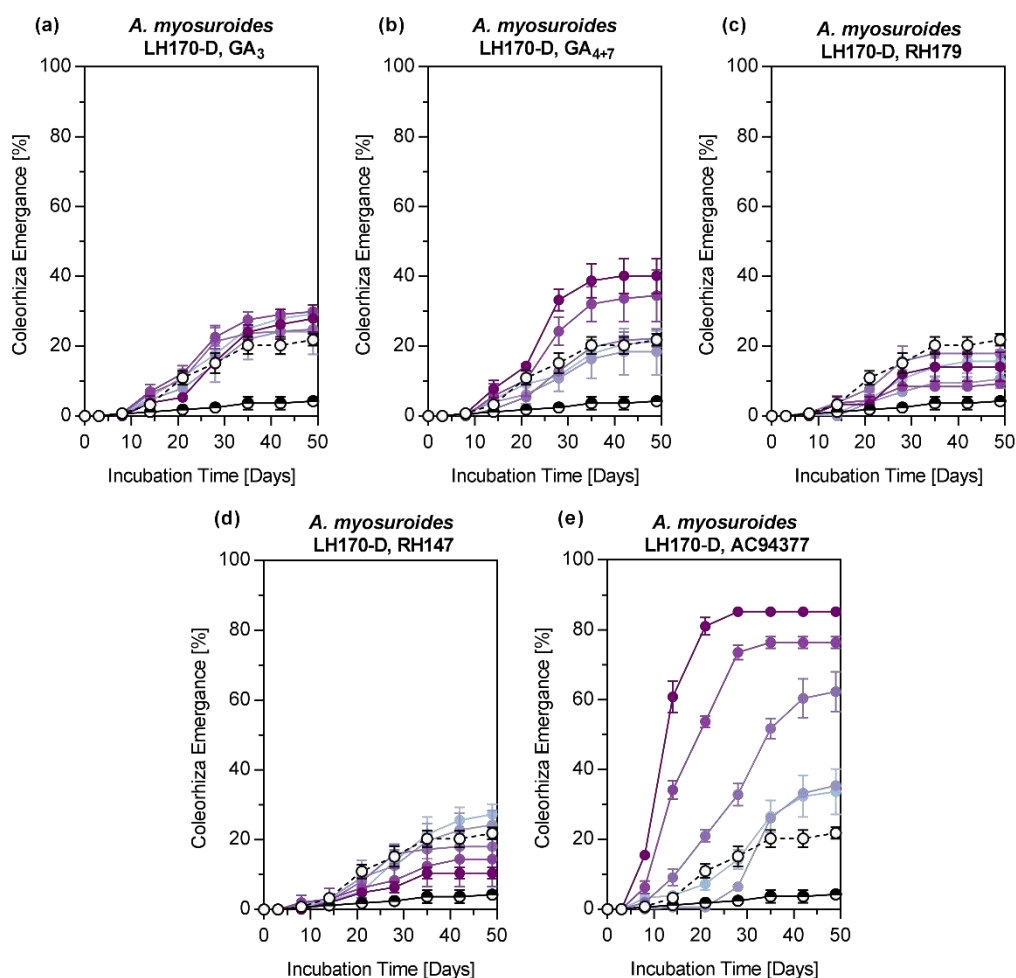 (a)
A. myosuroides
LH170-D, GA3
Coleorhiza Emergance [%]
100
80
60
40
20
0
0 10 20 30 40 50
Incubation Time [Days]
(b)
A. myosuroides
LH170-D, GA4+7
Coleorhiza Emergance [%]
100
80
60
40
20
0
0 10 20 30 40 50
Incubation Time [Days]
(c)
A. myosuroides
LH170-D, RH179
Coleorhiza Emergance [%]
100
80
60
40
20
0
0 10 20 30 40 50
Incubation Time [Days]
(d)
A. myosuroides
LH170-D, RH147
Coleorhiza Emergance [%]
100
80
60
40
20
0
0 10 20 30 40 50
Incubation Time [Days]
(e)
A. myosuroides
LH170-D, AC94377
Coleorhiza Emergance [%]
100
80
60
40
20
0
0 10 20 30 40 50
Incubation Time [Days]